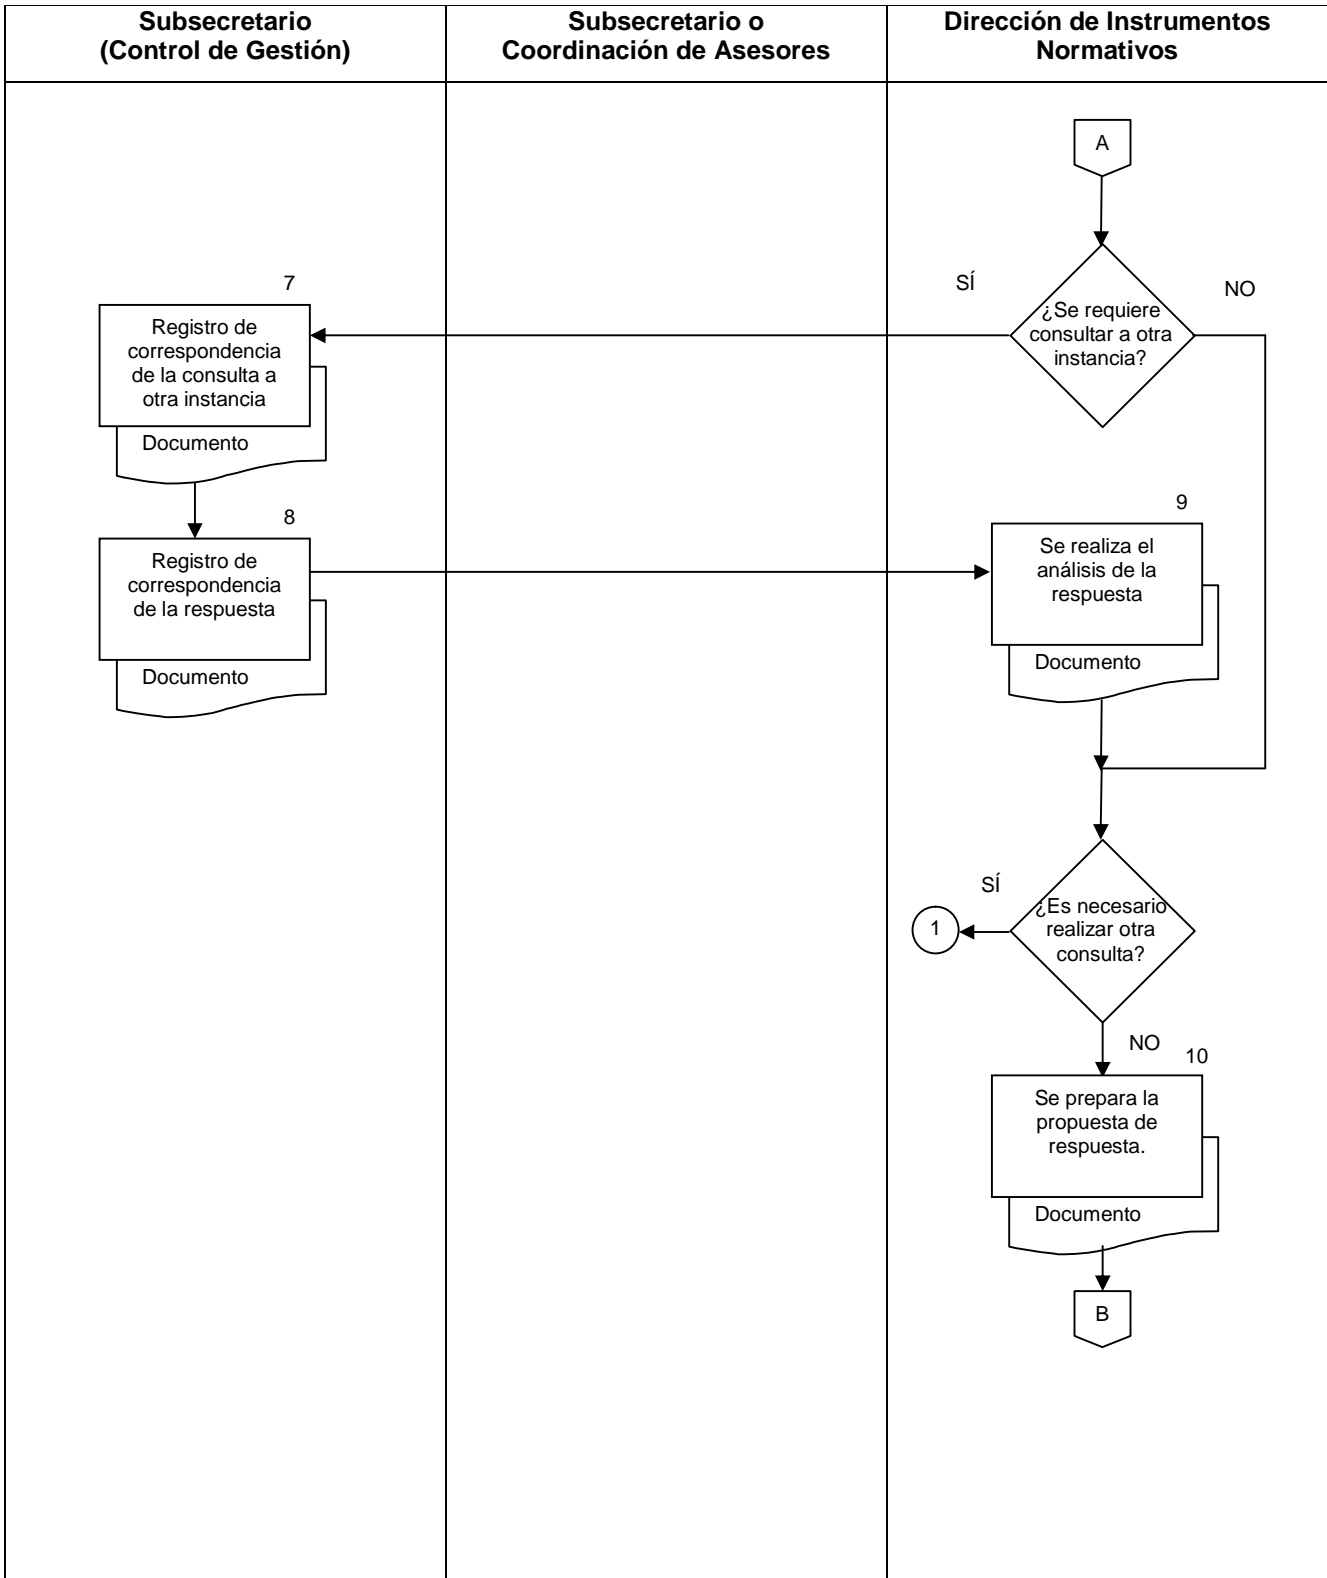 Subsecretario
(Control de Gestión)
Subsecretario o
Coordinación de Asesores
Dirección de Instrumentos
Normativos
A
SÍ
NO
¿Se requiere
consultar a otra
instancia?
7
Registro de
correspondencia
de la consulta a
otra instancia
Documento
8
Registro de
correspondencia
de la respuesta
Documento
9
Se realiza el
análisis de la
respuesta
Documento
SÍ
¿Es necesario
realizar otra
consulta?
1
NO
10
Se prepara la
propuesta de
respuesta.
Documento
B